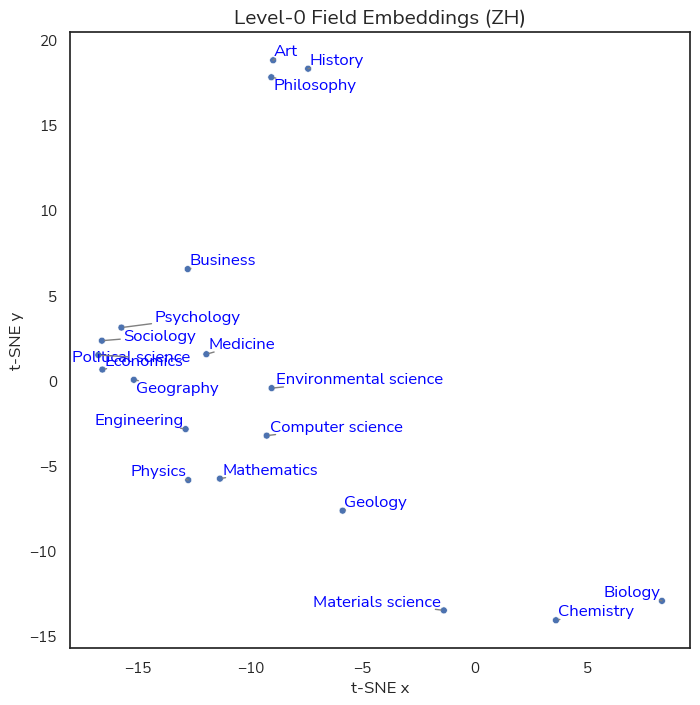 Level-0 Field Embeddings (ZH)
20
Art
History
Philosophy
15
10
Business
5
Psychology
Sociology
Medicine
Political science
Economics
0
Environmental science
Geography
Engineering
Computer science
−5
Physics
Mathematics
Geology
−10
Biology
Materials science
Chemistry
−15
−15
−10
−5
0
5
t-SNE x
t-SNE y